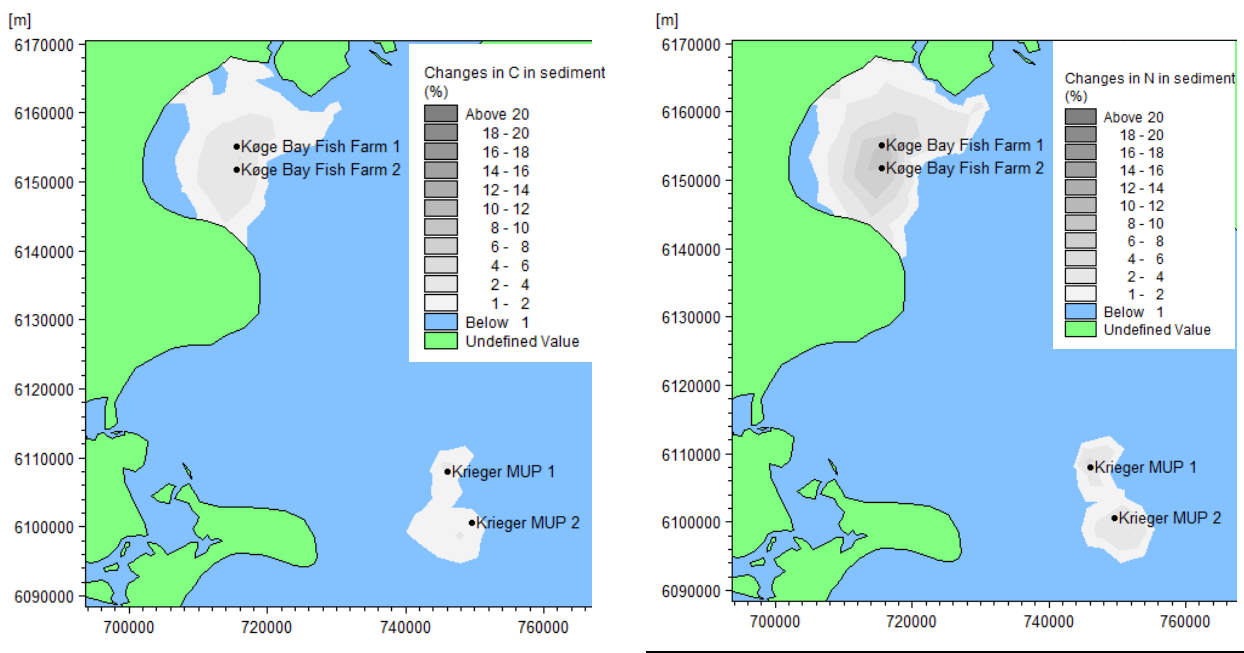 [m]
6170000
6160000
6150000
6140000
6130000
6120000
6110000
6100000
6090000
700000 720000 740000 760000
Changes in C in sediment
(%)
Above 20
18 - 20
16 - 18
14 - 16
12 - 14
10 - 12
8 - 10
6 - 8
4 - 6
2 - 4
1 - 2
Below 1
Undefined Value
Køge Bay Fish Farm 1
Køge Bay Fish Farm 2
Krieger MUP 1
Krieger MUP 2
[m]
6170000
6160000
6150000
6140000
6130000
6120000
6110000
6100000
6090000
700000 720000 740000 760000
Changes in N in sediment
(%)
Above 20
18 - 20
16 - 18
14 - 16
12 - 14
10 - 12
8 - 10
6 - 8
4 - 6
2 - 4
1 - 2
Below 1
Undefined Value
Køge Bay Fish Farm 1
Køge Bay Fish Farm 2
Krieger MUP 1
Krieger MUP 2